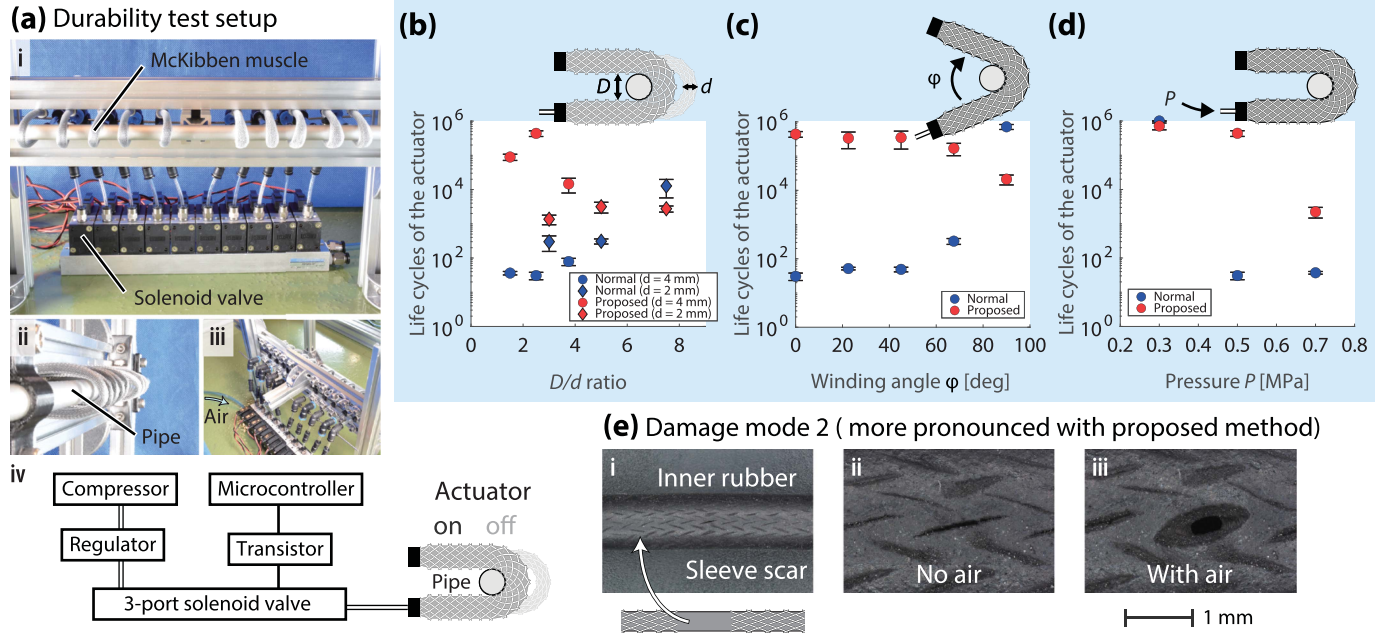 (a) Durability test setup
i
McKibben muscle
Solenoid valve
ii
Pipe
iii
Air
iv
Compressor
Microcontroller
Regulator
Transistor
3-port solenoid valve
Actuator
on off
Pipe
(b)
D
d
Life cycles of the actuator
10^6
10^4
10^2
10^0
0 2 4 6 8
Normal (d = 4 mm)
Normal (d = 2 mm)
Proposed (d = 4 mm)
Proposed (d = 2 mm)
D/d ratio
(c)
φ
Life cycles of the actuator
10^6
10^4
10^2
10^0
0 20 40 60 80 100
Normal
Proposed
Winding angle φ [deg]
(d)
P
Life cycles of the actuator
10^6
10^4
10^2
10^0
0.2 0.3 0.4 0.5 0.6 0.7 0.8
Normal
Proposed
Pressure P [MPa]
(e) Damage mode 2 ( more pronounced with proposed method)
i
Inner rubber
Sleeve scar
ii
No air
iii
With air
1 mm